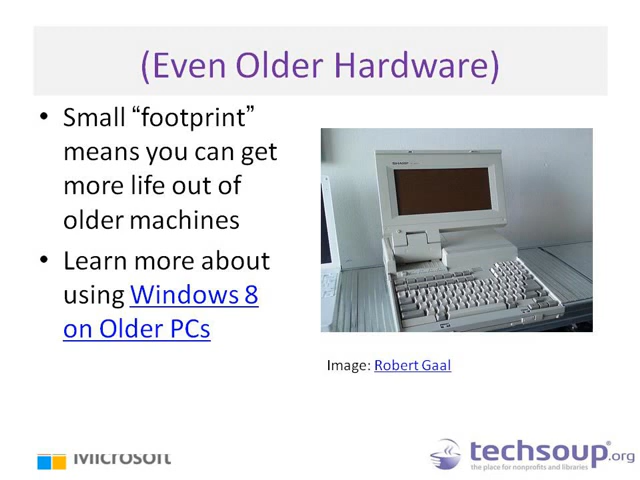 (Even Older Hardware)
• Small “footprint”
means you can get
more life out of
older machines
• Learn more about
using Windows 8
on Older PCs
SHARP
Image: Robert Gaal
Microsoft
techsoup.org
the place for nonprofits and libraries